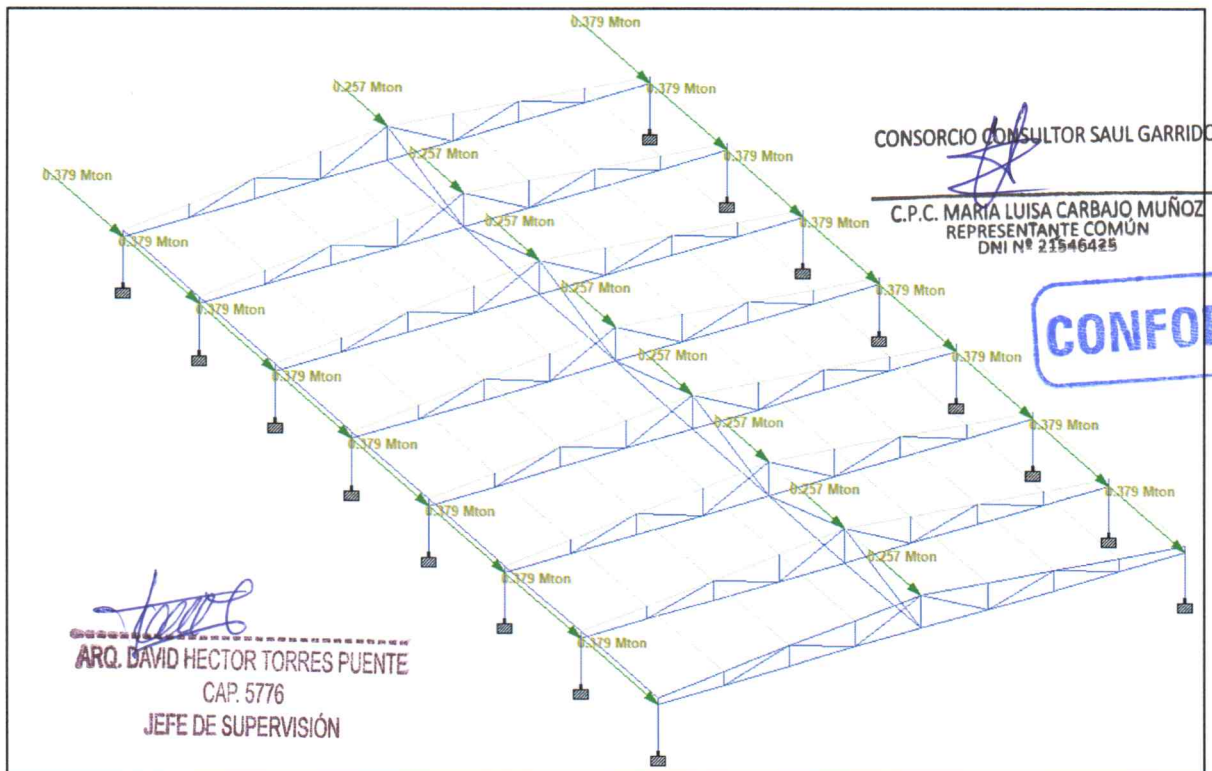 0.379 Mton
0.257 Mton
0.379 Mton
CONSORCIO CONSULTOR SAUL GARRIDO
0.257 Mton
0.379 Mton
0.379 Mton
C.P.C. MARIA LUISA CARBAJO MUÑOZ
REPRESENTANTE COMÚN
DNI Nº 21546425
0.257 Mton
0.379 Mton
0.379 Mton
0.257 Mton
0.379 Mton
CONFO
0.379 Mton
0.257 Mton
0.379 Mton
0.379 Mton
0.257 Mton
0.379 Mton
0.379 Mton
0.257 Mton
0.379 Mton
0.379 Mton
0.257 Mton
0.379 Mton
0.379 Mton
ARQ. DAVID HECTOR TORRES PUENTE
CAP. 5776
JEFE DE SUPERVISIÓN